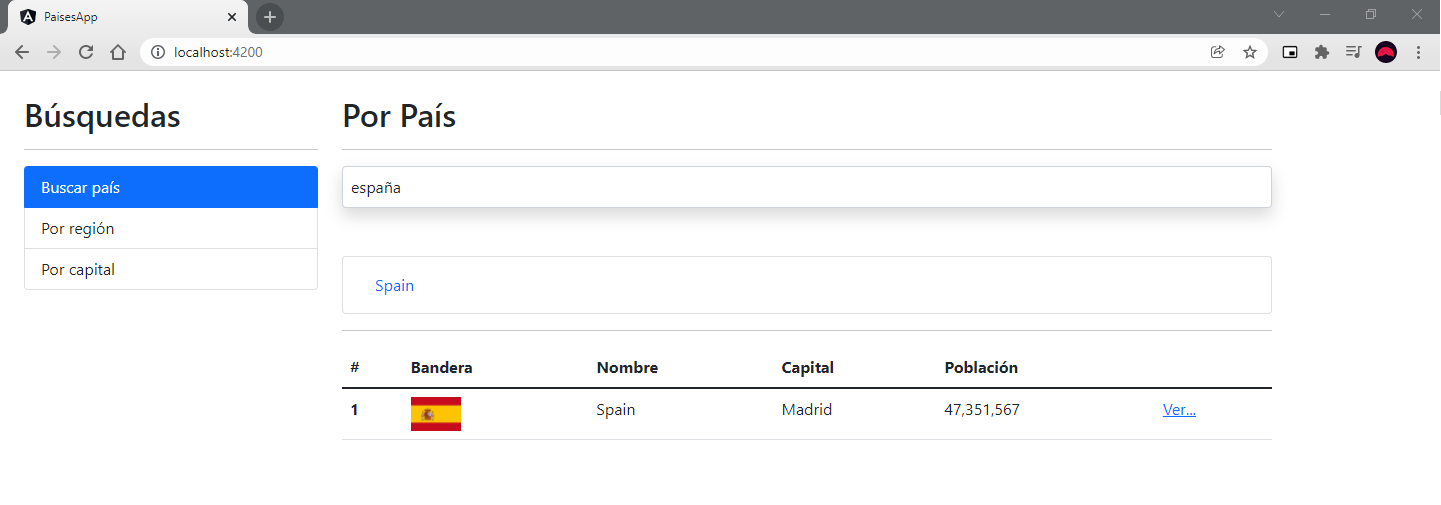 PaisesApp
localhost:4200
Búsquedas
Buscar país
Por región
Por capital
Por País
españa
Spain
# Bandera Nombre Capital Población
1 Spain Madrid 47,351,567 Ver...